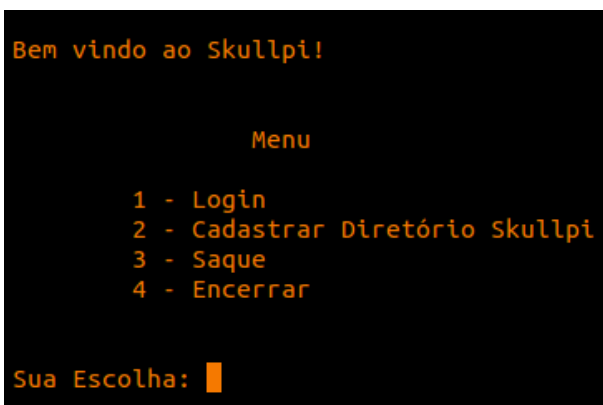 Bem vindo ao Skullpi!
Menu
1 - Login
2 - Cadastrar Diretório Skullpi
3 - Saque
4 - Encerrar
Sua Escolha: